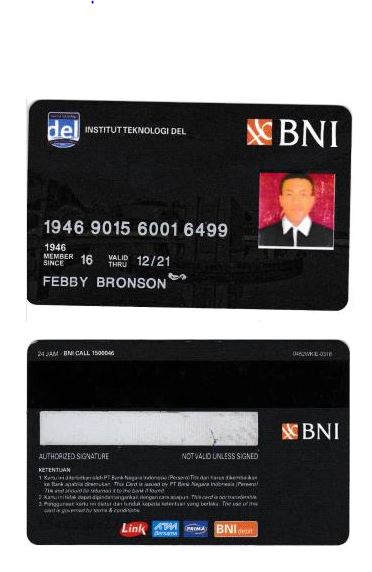 del INSTITUT TEKNOLOGI DEL
BNI
1946 9015 6001 6499
1946
MEMBER SINCE 16 VALID THRU 12/21
FEBBY BRONSON
24 JAM - BNI CALL 1500046
BNI
AUTHORIZED SIGNATURE NOT VALID UNLESS SIGNED
KETENTUAN
1. Kartu ini diterbitkan oleh PT Bank Negara Indonesia (Persero) Tbk dan harus dikembalikan
ke Bank apabila ditemukan. This Card is issued by PT Bank Negara Indonesia (Persero)
Tbk and should be returned to the bank if found.
2. Kartu ini tidak dapat dipindahtangankan dengan cara apapun. This card is not transferable.
3. Penggunaan kartu ini diatur dan tunduk kepada ketentuan yang berlaku. The use of this
card is governed by terms & conditions.
Link ATM Bersama PRIMA BNI debit